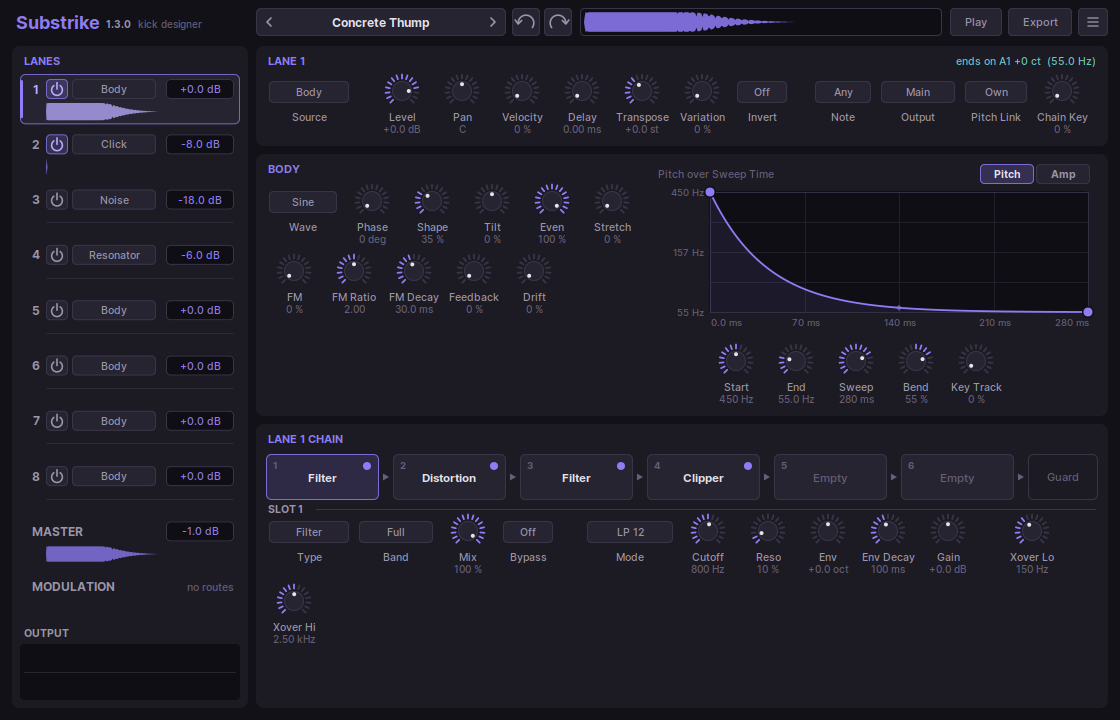 Substrike 1.3.0 kick designer
Concrete Thump
Play
Export
LANES
1 Body +0.0 dB
2 Click -8.0 dB
3 Noise -18.0 dB
4 Resonator -6.0 dB
5 Body +0.0 dB
6 Body +0.0 dB
7 Body +0.0 dB
8 Body +0.0 dB
MASTER -1.0 dB
MODULATION no routes
OUTPUT
LANE 1 ends on A1 +0 ct (55.0 Hz)
Body Off Any Main Own
Source Level Pan Velocity Delay Transpose Variation Invert Note Output Pitch Link Chain Key
+0.0 dB C 0 % 0.00 ms +0.0 st 0 % 0 %
BODY
Sine
Wave Phase Shape Tilt Even Stretch
0 deg 35 % 0 % 100 % 0 %
FM FM Ratio FM Decay Feedback Drift
0 % 2.00 30.0 ms 0 % 0 %
Pitch over Sweep Time Pitch Amp
450 Hz
157 Hz
55 Hz
0.0 ms 70 ms 140 ms 210 ms 280 ms
Start End Sweep Bend Key Track
450 Hz 55.0 Hz 280 ms 55 % 0 %
LANE 1 CHAIN
1 Filter 2 Distortion 3 Filter 4 Clipper 5 Empty 6 Empty Guard
SLOT 1
Filter Full Off LP 12
Type Band Mix Bypass Mode Cutoff Reso Env Env Decay Gain Xover Lo
100 % 800 Hz 10 % +0.0 oct 100 ms +0.0 dB 150 Hz
Xover Hi
2.50 kHz